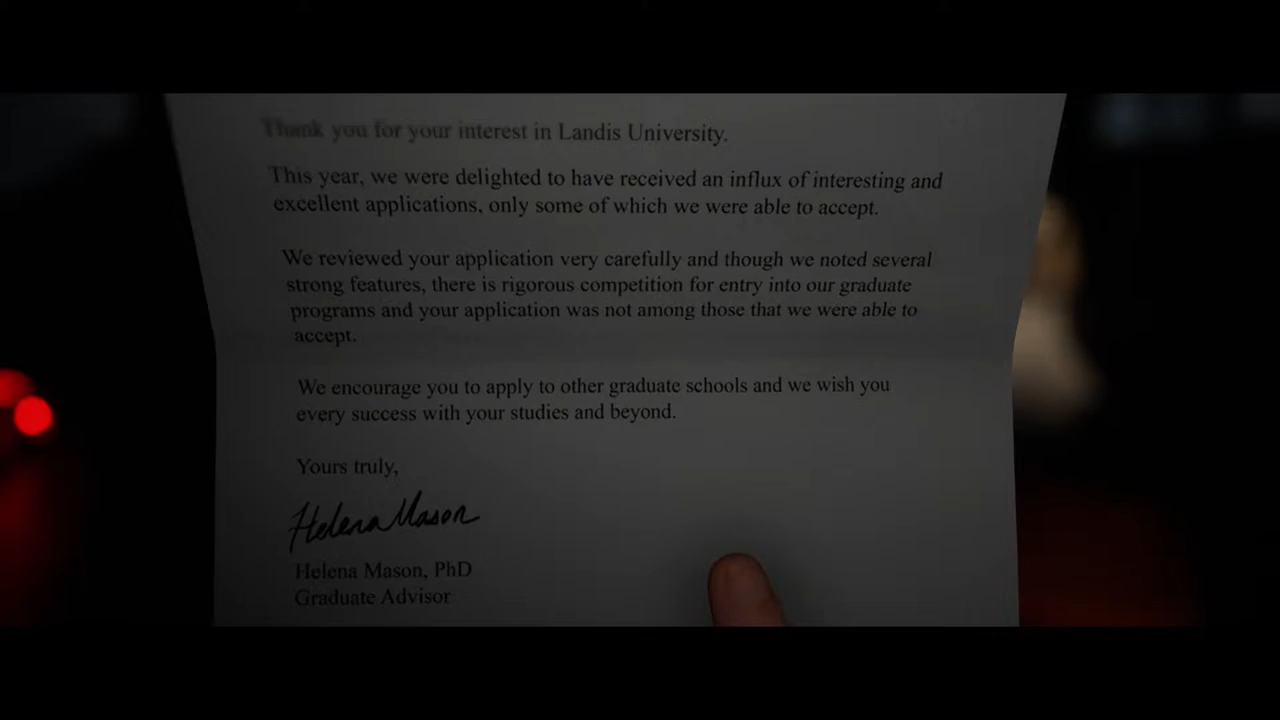 Thank you for your interest in Landis University.
This year, we were delighted to have received an influx of interesting and
excellent applications, only some of which we were able to accept.
We reviewed your application very carefully and though we noted several
strong features, there is rigorous competition for entry into our graduate
programs and your application was not among those that we were able to
accept.
We encourage you to apply to other graduate schools and we wish you
every success with your studies and beyond.
Yours truly,
Helena Mason
Helena Mason, PhD
Graduate Advisor